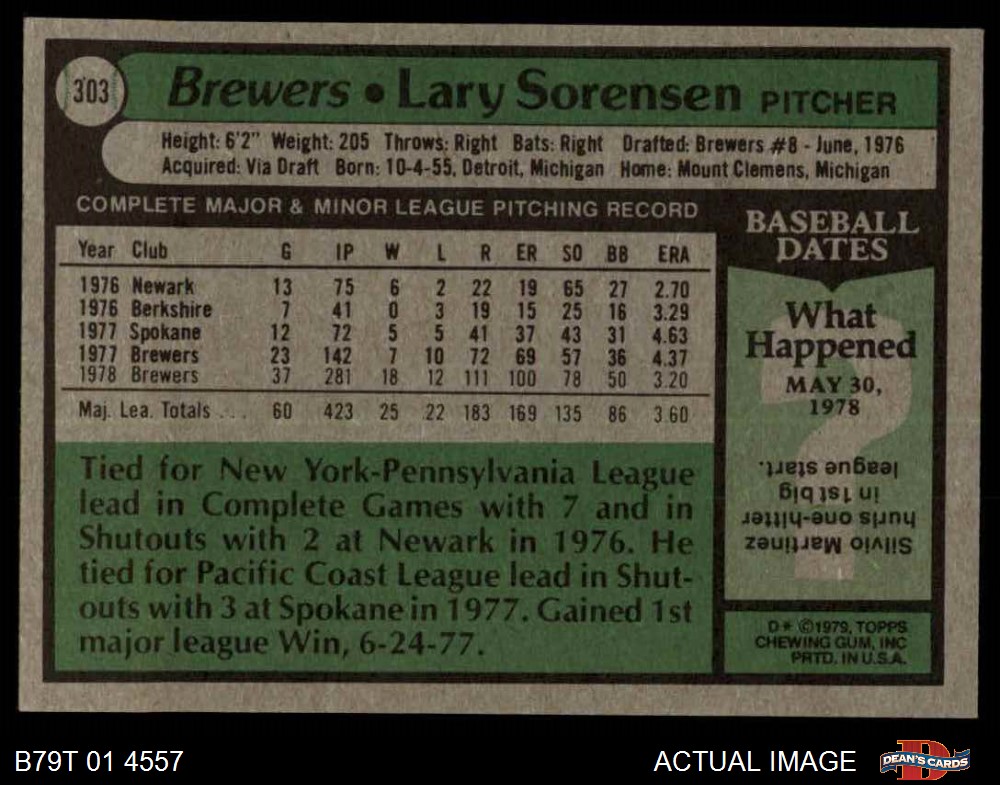 303
Brewers • Lary Sorensen PITCHER
Height: 6'2" Weight: 205 Throws: Right Bats: Right Drafted: Brewers #8 - June, 1976
Acquired: Via Draft Born: 10-4-55, Detroit, Michigan Home: Mount Clemens, Michigan
COMPLETE MAJOR & MINOR LEAGUE PITCHING RECORD
Year Club G IP W L R ER SO BB ERA
1976 Newark 13 75 6 2 22 19 65 27 2.70
1976 Berkshire 7 41 0 3 19 15 25 16 3.29
1977 Spokane 12 72 5 5 41 37 43 31 4.63
1977 Brewers 23 142 7 10 72 69 57 36 4.37
1978 Brewers 37 281 18 12 111 100 78 50 3.20
Maj. Lea. Totals ... 60 423 25 22 183 169 135 86 3.60
Tied for New York-Pennsylvania League
lead in Complete Games with 7 and in
Shutouts with 2 at Newark in 1976. He
tied for Pacific Coast League lead in Shut-
outs with 3 at Spokane in 1977. Gained 1st
major league Win, 6-24-77.
BASEBALL
DATES
What
Happened
MAY 30,
1978
?
Silvio Martinez
hurls one-hitter
in 1st big
league start.
D* ©1979, TOPPS
CHEWING GUM, INC
PRTD. IN U.S.A.
B79T 01 4557
ACTUAL IMAGE
D
DEAN'S CARDS